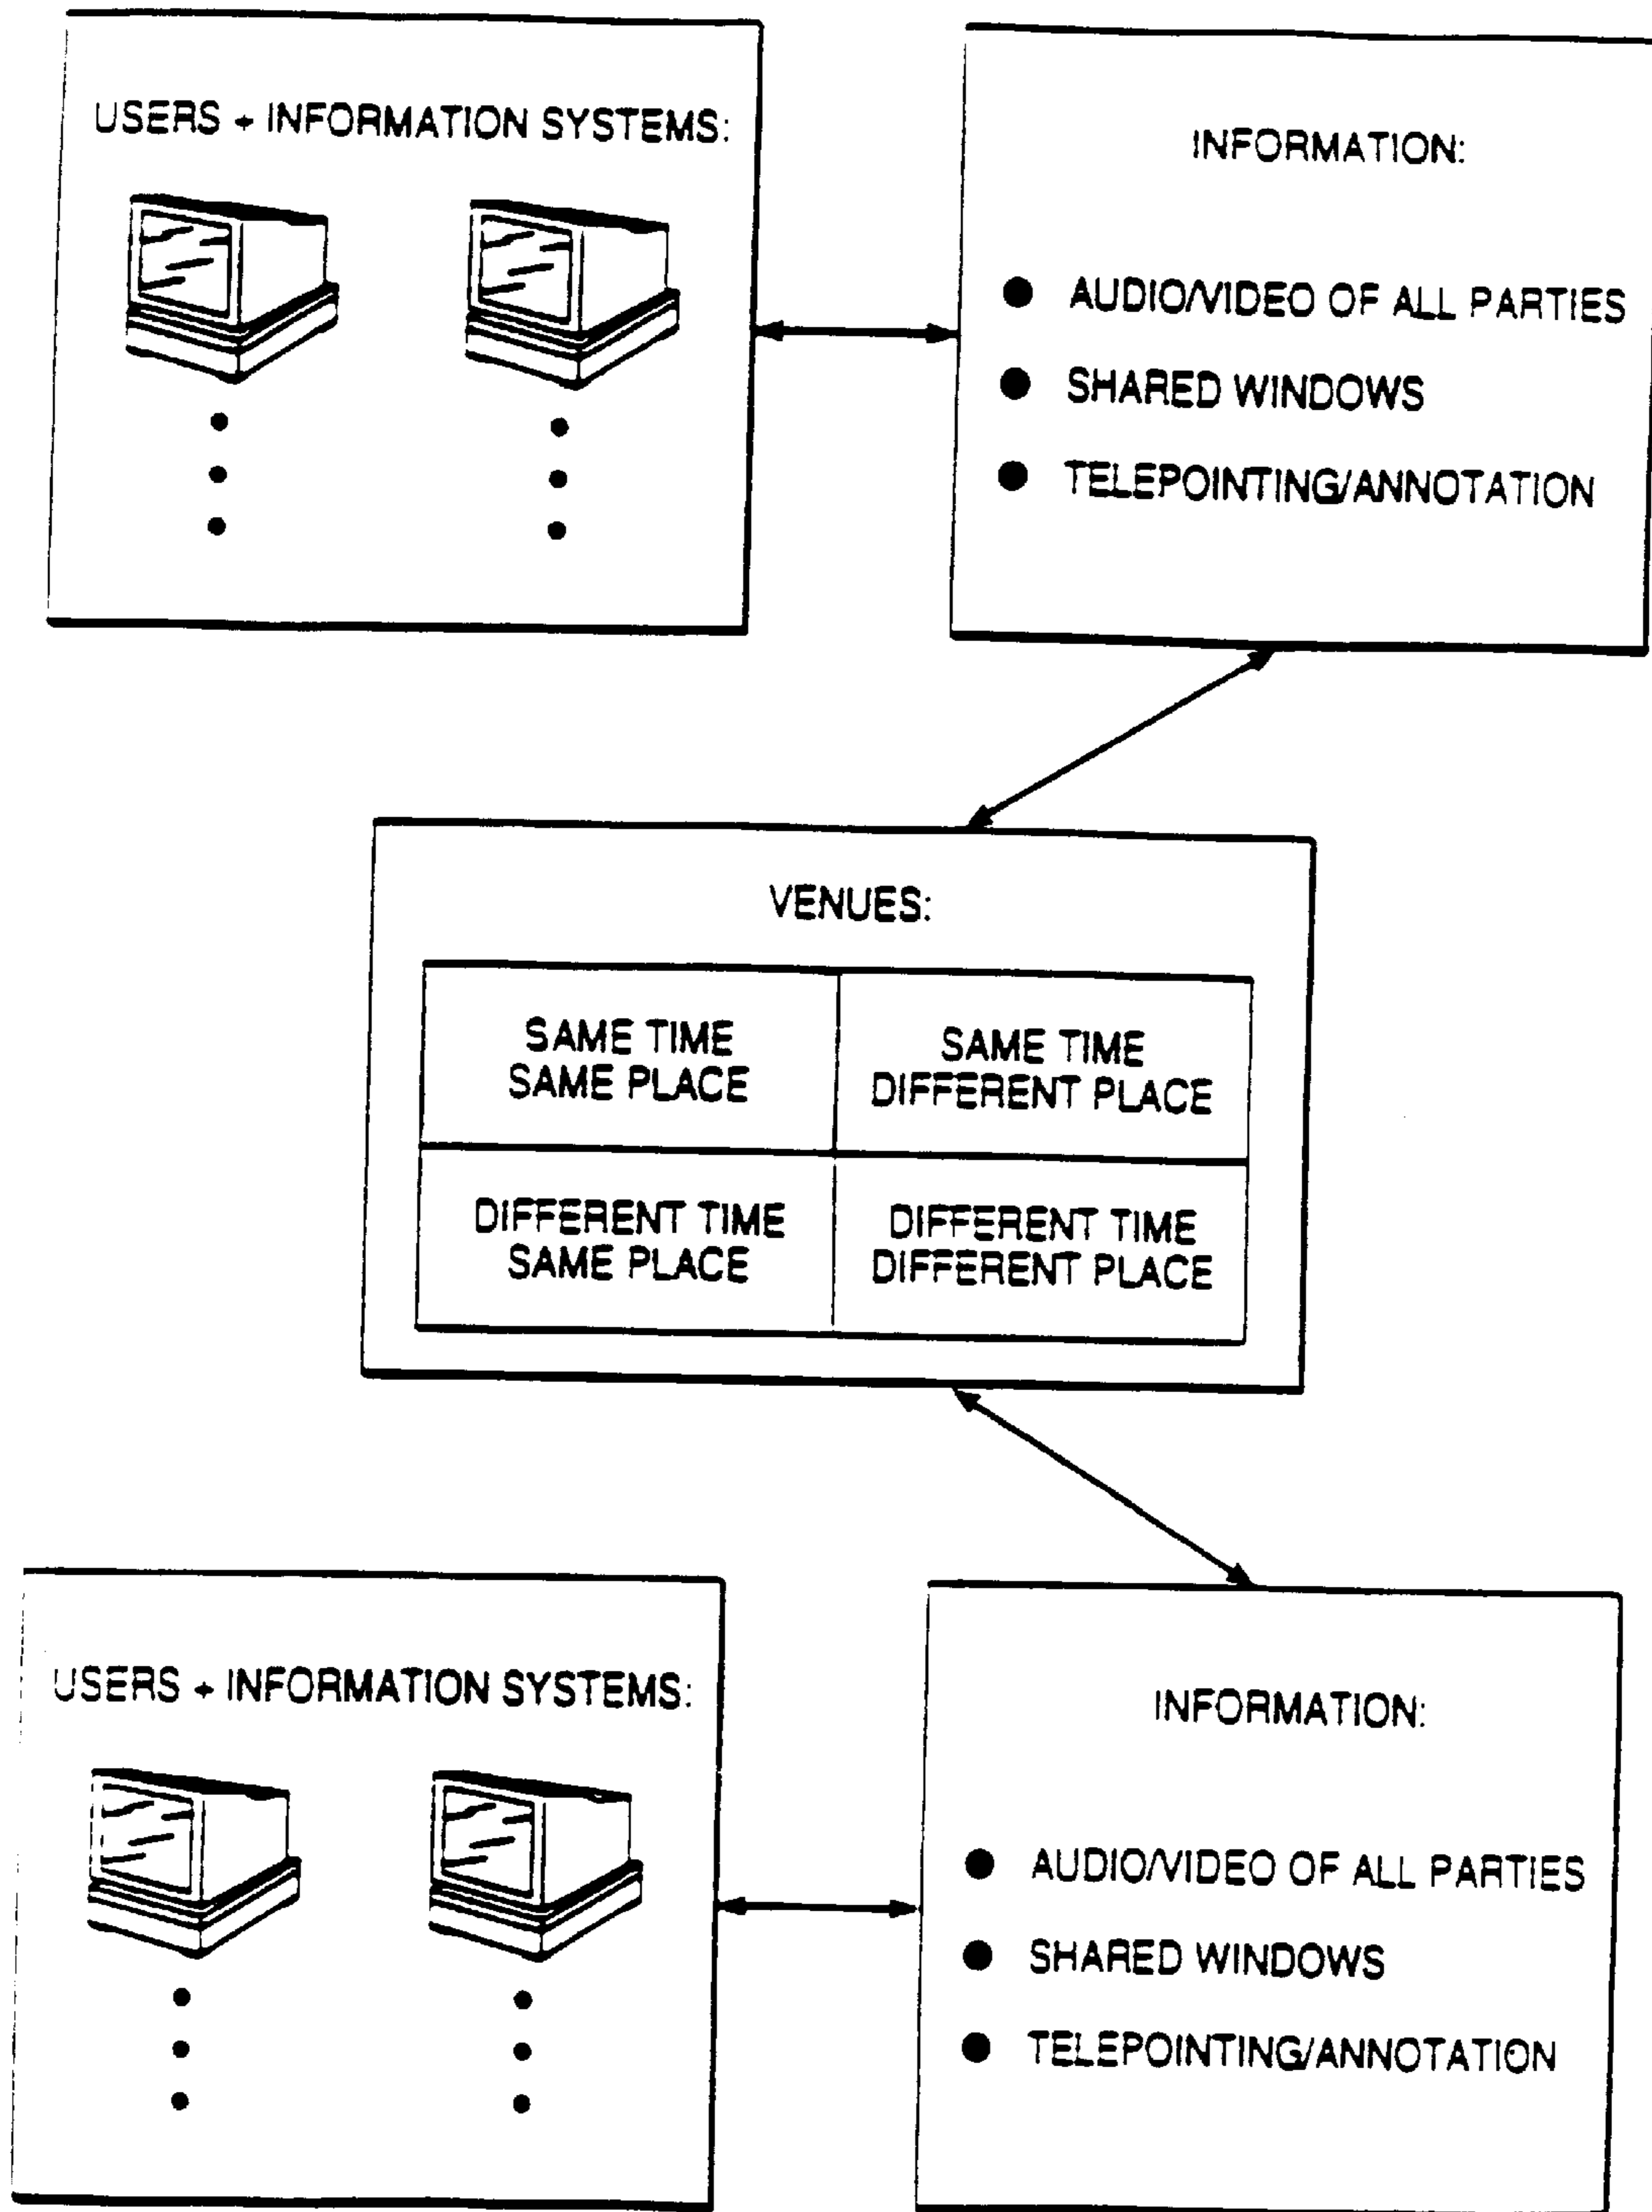 USERS + INFORMATION SYSTEMS:
INFORMATION:
● AUDIO/VIDEO OF ALL PARTIES
● SHARED WINDOWS
● TELEPOINTING/ANNOTATION
VENUES:
SAME TIME
SAME PLACE
SAME TIME
DIFFERENT PLACE
DIFFERENT TIME
SAME PLACE
DIFFERENT TIME
DIFFERENT PLACE
USERS + INFORMATION SYSTEMS:
INFORMATION:
● AUDIO/VIDEO OF ALL PARTIES
● SHARED WINDOWS
● TELEPOINTING/ANNOTATION